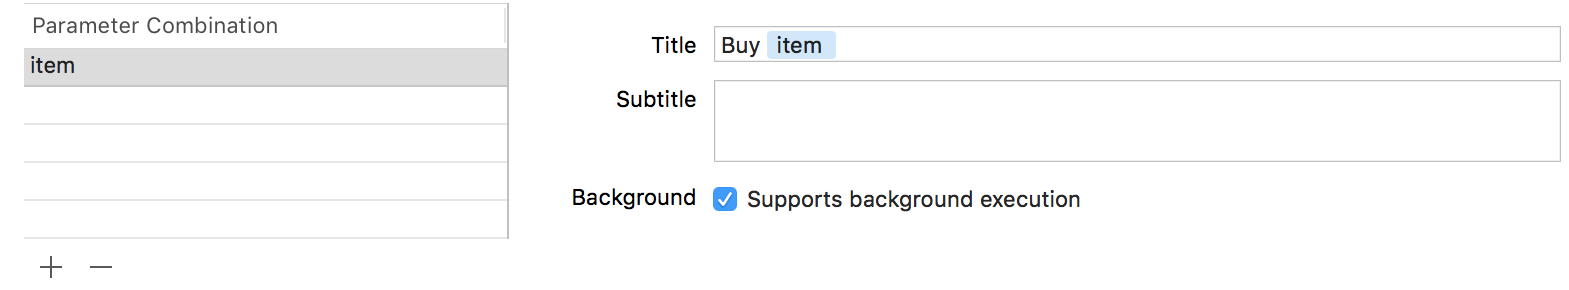 Parameter Combination
item
Title Buy item
Subtitle
Background Supports background execution